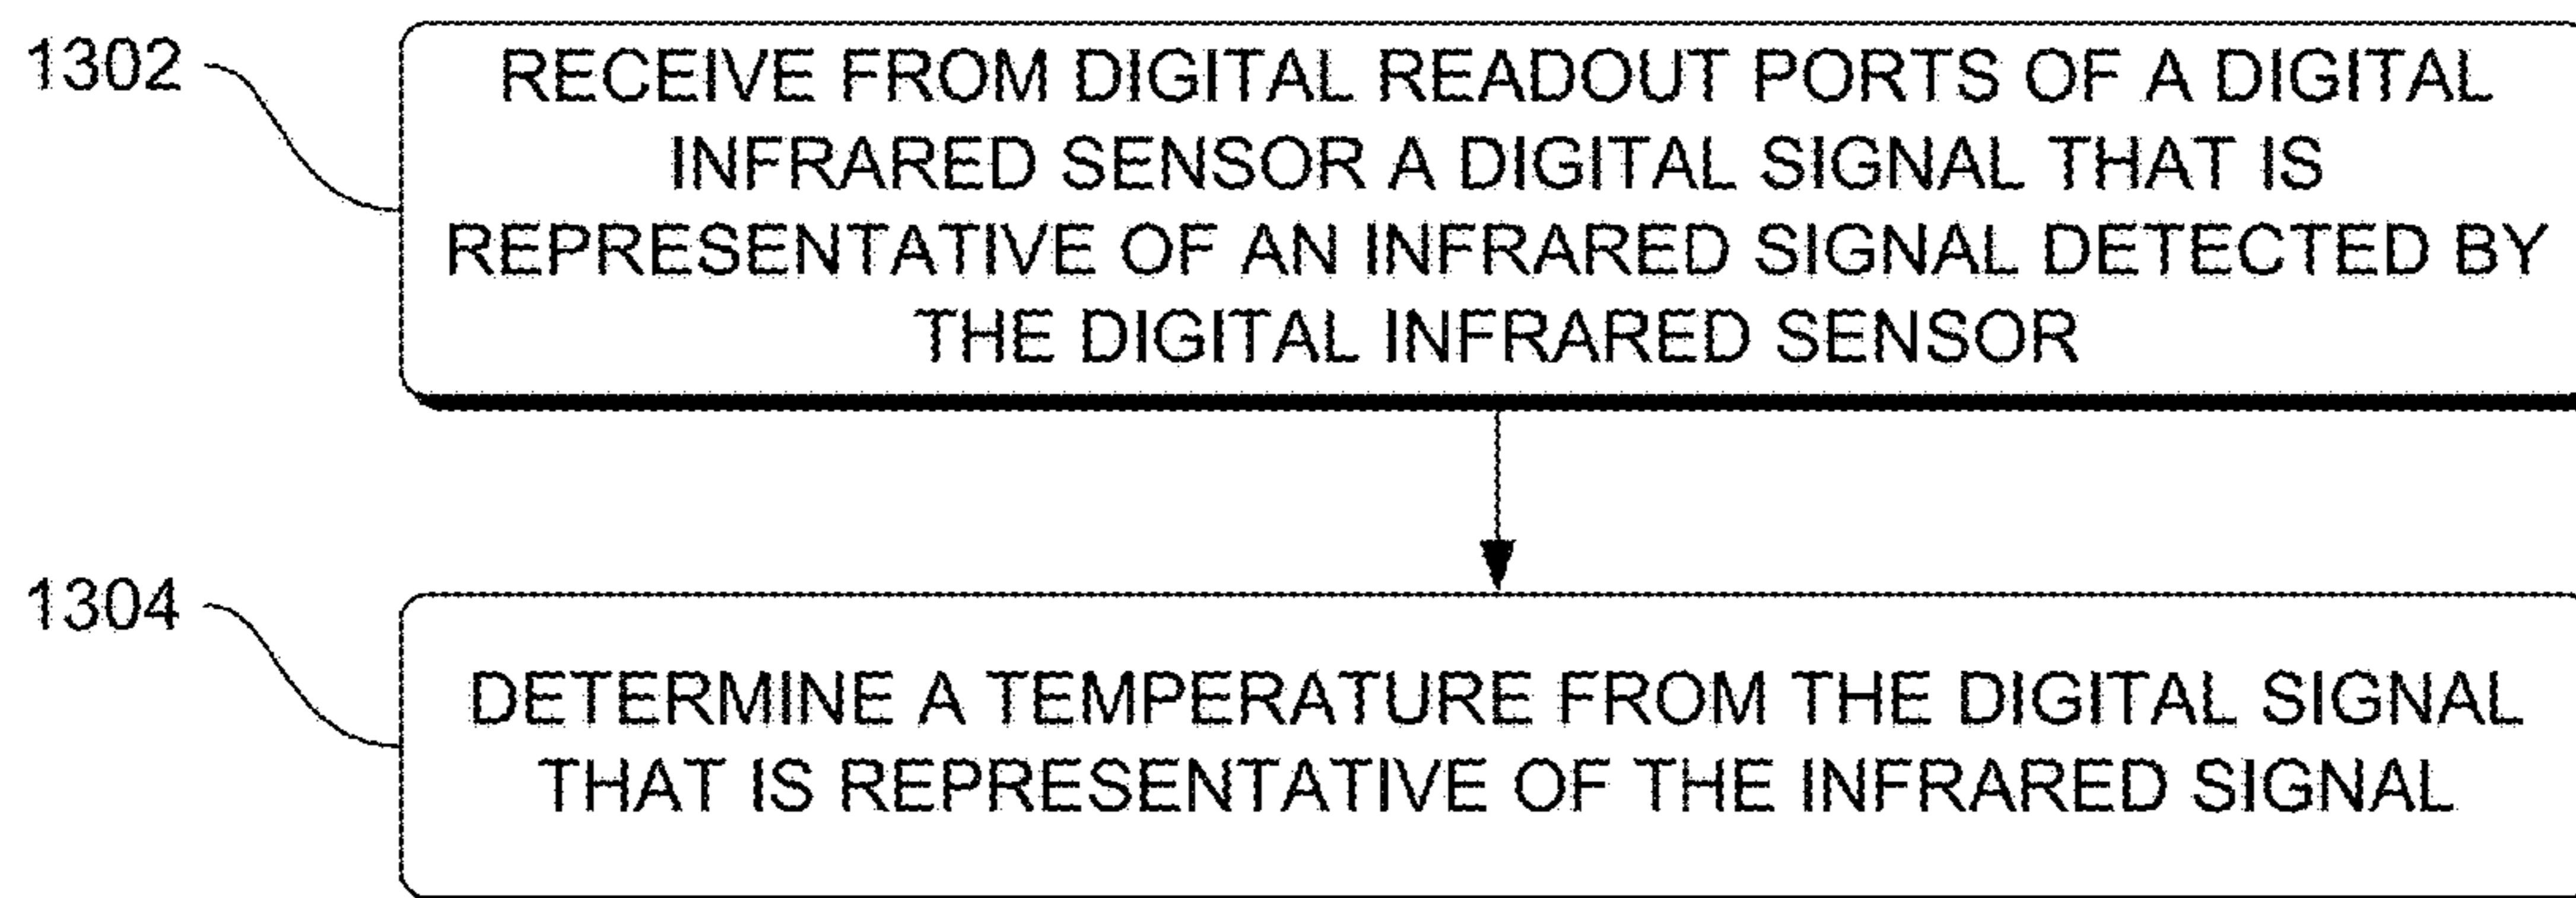 1302
RECEIVE FROM DIGITAL READOUT PORTS OF A DIGITAL
INFRARED SENSOR A DIGITAL SIGNAL THAT IS
REPRESENTATIVE OF AN INFRARED SIGNAL DETECTED BY
THE DIGITAL INFRARED SENSOR
1304
DETERMINE A TEMPERATURE FROM THE DIGITAL SIGNAL
THAT IS REPRESENTATIVE OF THE INFRARED SIGNAL